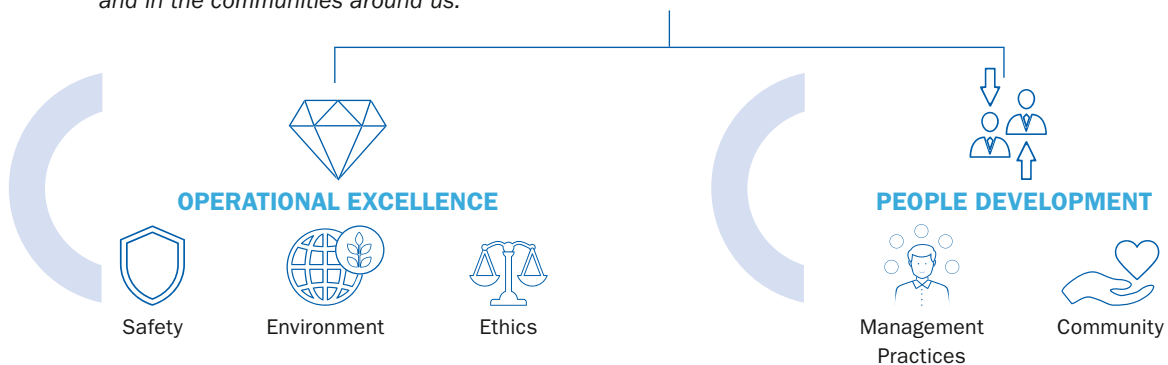 and in the communities around us.
OPERATIONAL EXCELLENCE
PEOPLE DEVELOPMENT
Safety
Environment
Ethics
Management
Practices
Community